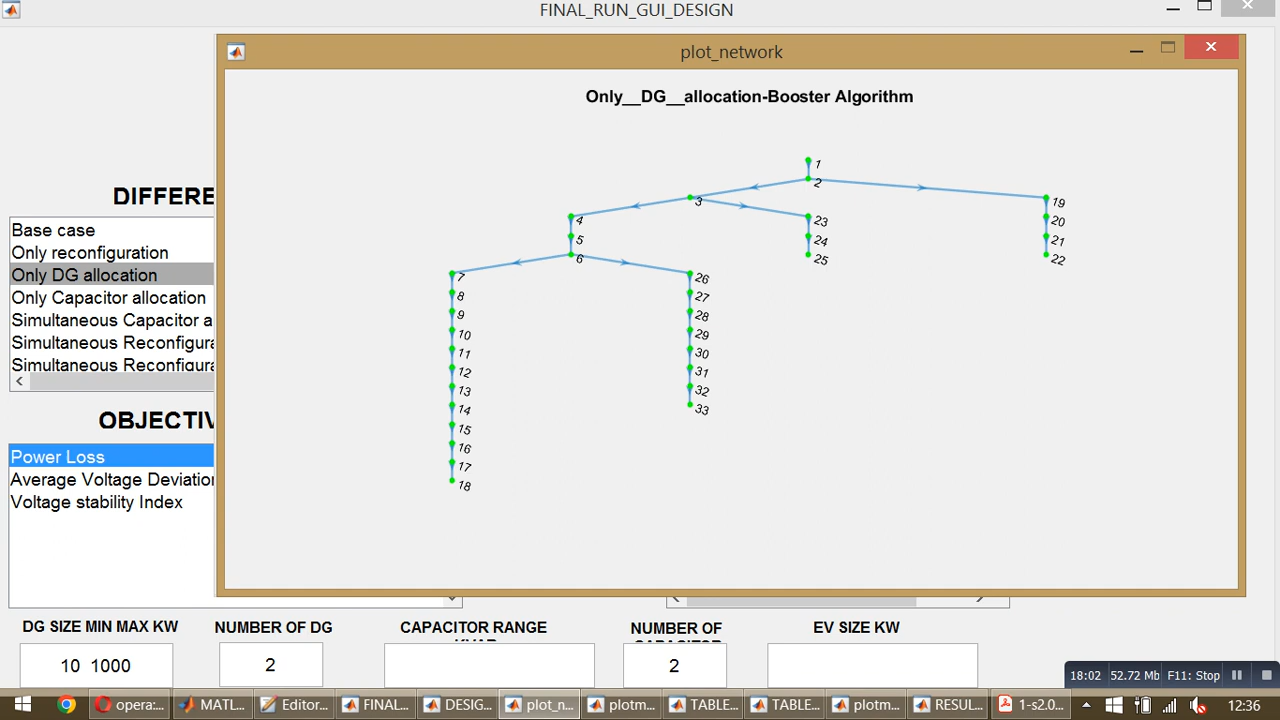 FINAL_RUN_GUI_DESIGN
plot_network
Only__DG__allocation-Booster Algorithm
1
2
3
19
4
23
20
5
24
21
6
25
22
7
26
8
27
9
28
10
29
11
30
12
31
13
32
14
33
15
16
17
18
DIFFERE
Base case
Only reconfiguration
Only DG allocation
Only Capacitor allocation
Simultaneous Capacitor a
Simultaneous Reconfigura
Simultaneous Reconfigura
OBJECTIV
Power Loss
Average Voltage Deviation
Voltage stability Index
DG SIZE MIN MAX KW
NUMBER OF DG
CAPACITOR RANGE
KVAR
NUMBER OF
CAPACITOR
EV SIZE KW
10 1000
2
2
18:02 52.72 Mb F11: Stop
opera:...
MATL...
Editor...
FINAL...
DESIG...
plot_n...
plotm...
TABLE...
TABLE...
plotm...
RESUL...
1-s2.0...
12:36